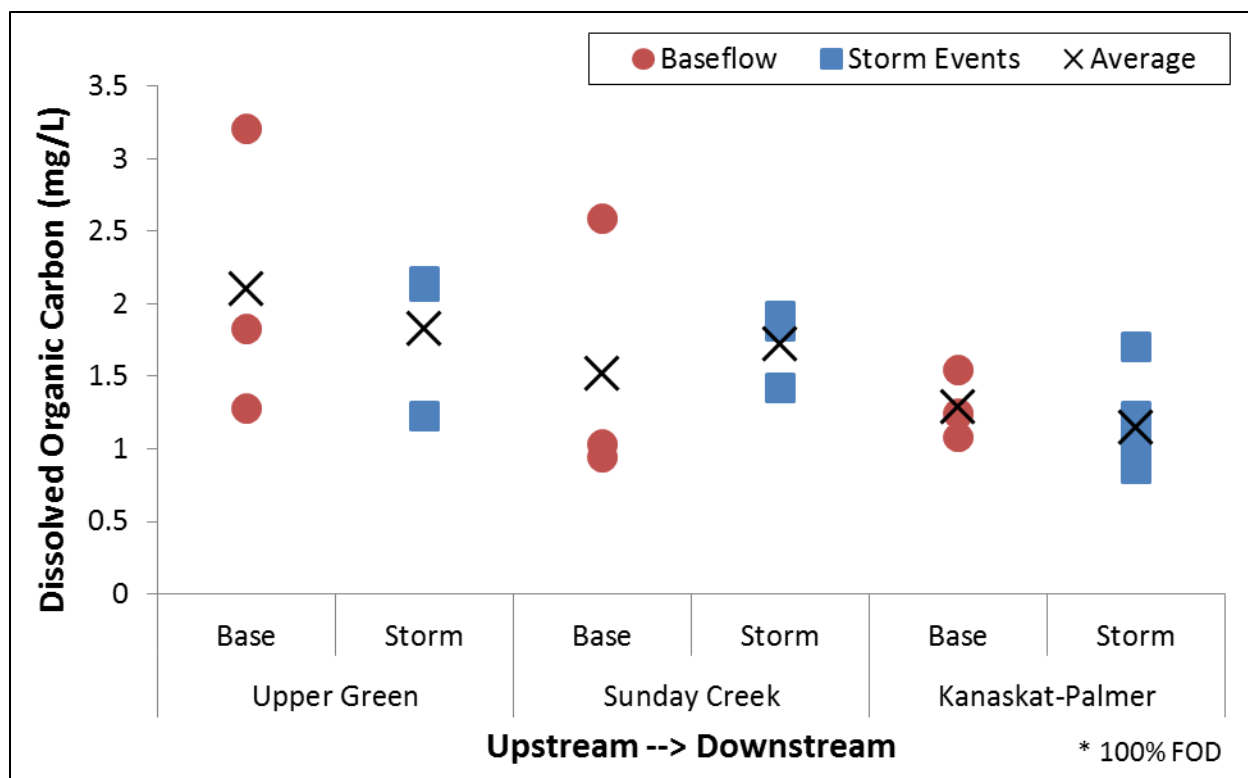 Baseflow Storm Events Average
Dissolved Organic Carbon (mg/L)
3.5
3
2.5
2
1.5
1
0.5
0
Base Storm Base Storm Base Storm
Upper Green Sunday Creek Kanaskat-Palmer
Upstream --> Downstream
* 100% FOD